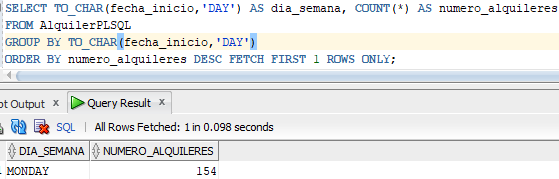 SELECT TO_CHAR(fecha_inicio,'DAY') AS dia_semana, COUNT(*) AS numero_alquileres
FROM AlquilerPLSQL
GROUP BY TO_CHAR(fecha_inicio,'DAY')
ORDER BY numero_alquileres DESC FETCH FIRST 1 ROWS ONLY;
ot Output × Query Result ×
SQL | All Rows Fetched: 1 in 0.098 seconds
DIA_SEMANA NUMERO_ALQUILERES
MONDAY 154